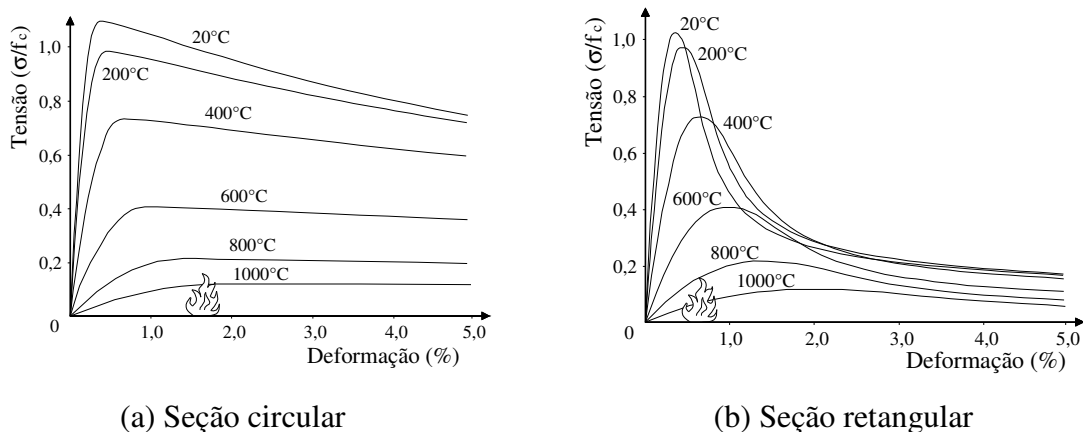 Tensão (σ/fc)
1,0
0,8
0,6
0,4
0,2
0
20°C
200°C
400°C
600°C
800°C
1000°C
1,0
2,0
3,0
4,0
5,0
Deformação (%)
(a) Seção circular
Tensão (σ/fc)
1,0
0,8
0,6
0,4
0,2
0
20°C
200°C
400°C
600°C
800°C
1000°C
1,0
2,0
3,0
4,0
5,0
Deformação (%)
(b) Seção retangular